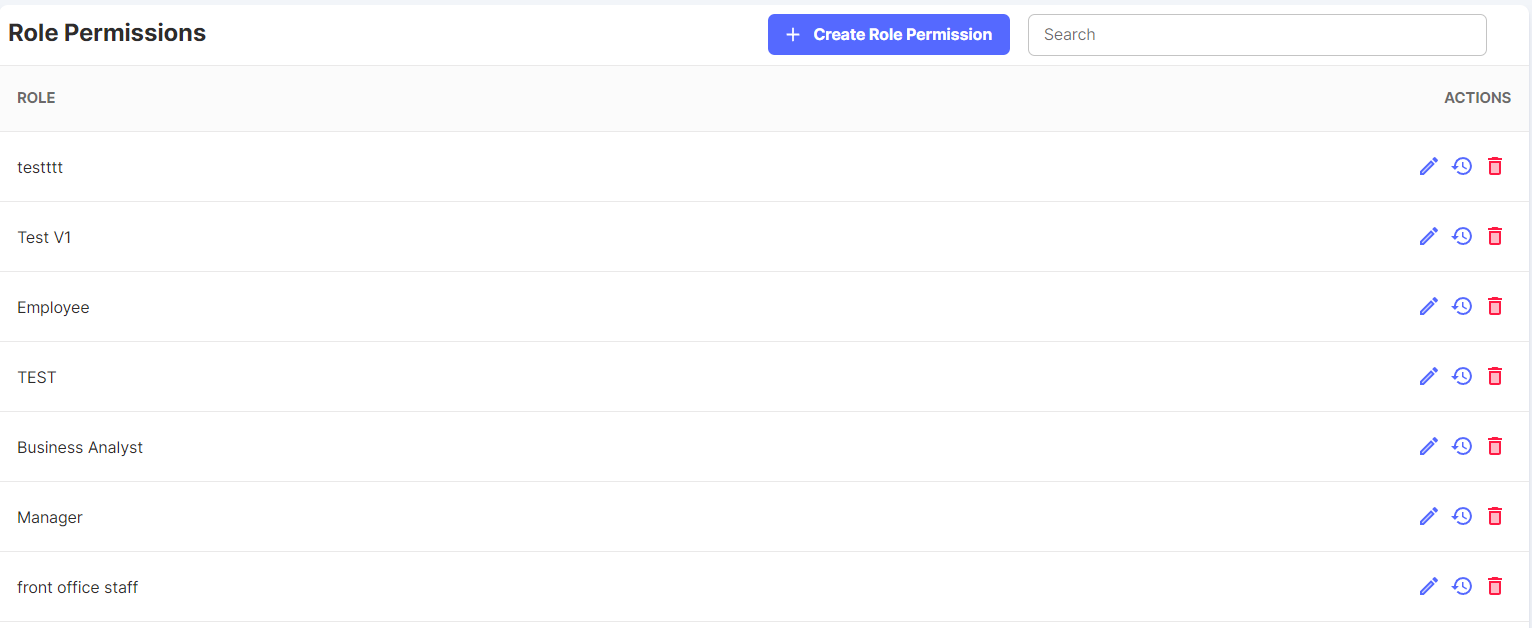 Role Permissions
+ Create Role Permission
Search
ROLE ACTIONS
testttt
Test V1
Employee
TEST
Business Analyst
Manager
front office staff